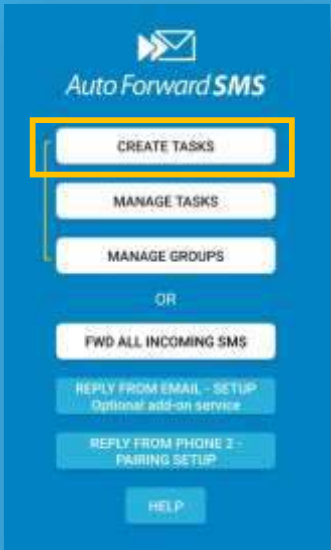 Auto Forward SMS
CREATE TASKS
MANAGE TASKS
MANAGE GROUPS
OR
FWD ALL INCOMING SMS
REPLY FROM EMAIL - SETUP
Optional add-on service
REPLY FROM PHONE 2 -
PAIRING SETUP
HELP